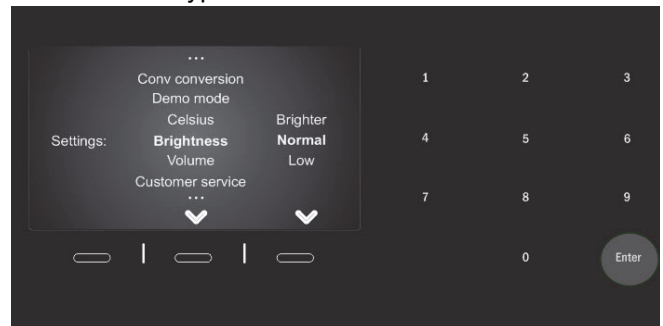 ...
Conv conversion
Demo mode
Celsius Brighter
Settings: Brightness Normal
Volume Low
Customer service
...
1 2 3
4 5 6
7 8 9
0 Enter